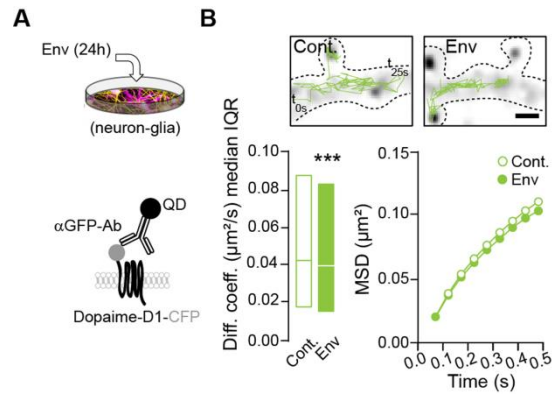 A
Env (24h)
(neuron-glia)
QD
αGFP-Ab
Dopaime-D1-CFP
B
Cont.
t0s
t25s
Env
Diff. coeff. (µm²/s) median IQR
0.10
0.08
0.06
0.04
0.02
0.00
***
Cont.
Env
MSD (µm²)
0.15
0.10
0.05
0.00
Cont.
Env
0.0 0.1 0.2 0.3 0.4 0.5
Time (s)